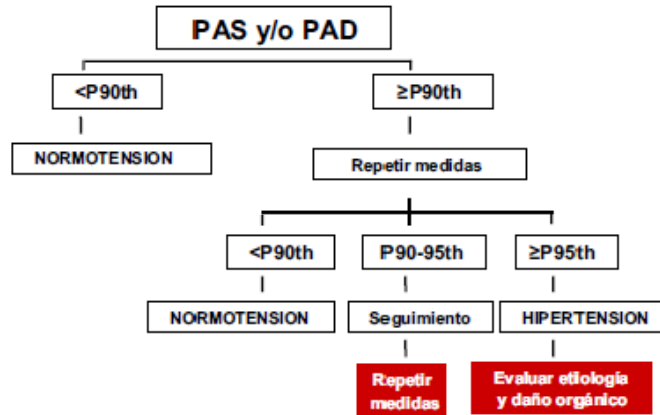 PAS y/o PAD
<P90th
≥P90th
NORMOTENSION
Repetir medidas
<P90th
P90-95th
≥P95th
NORMOTENSION
Seguimiento
HIPERTENSION
Repetir
medidas
Evaluar etiología
y daño orgánico